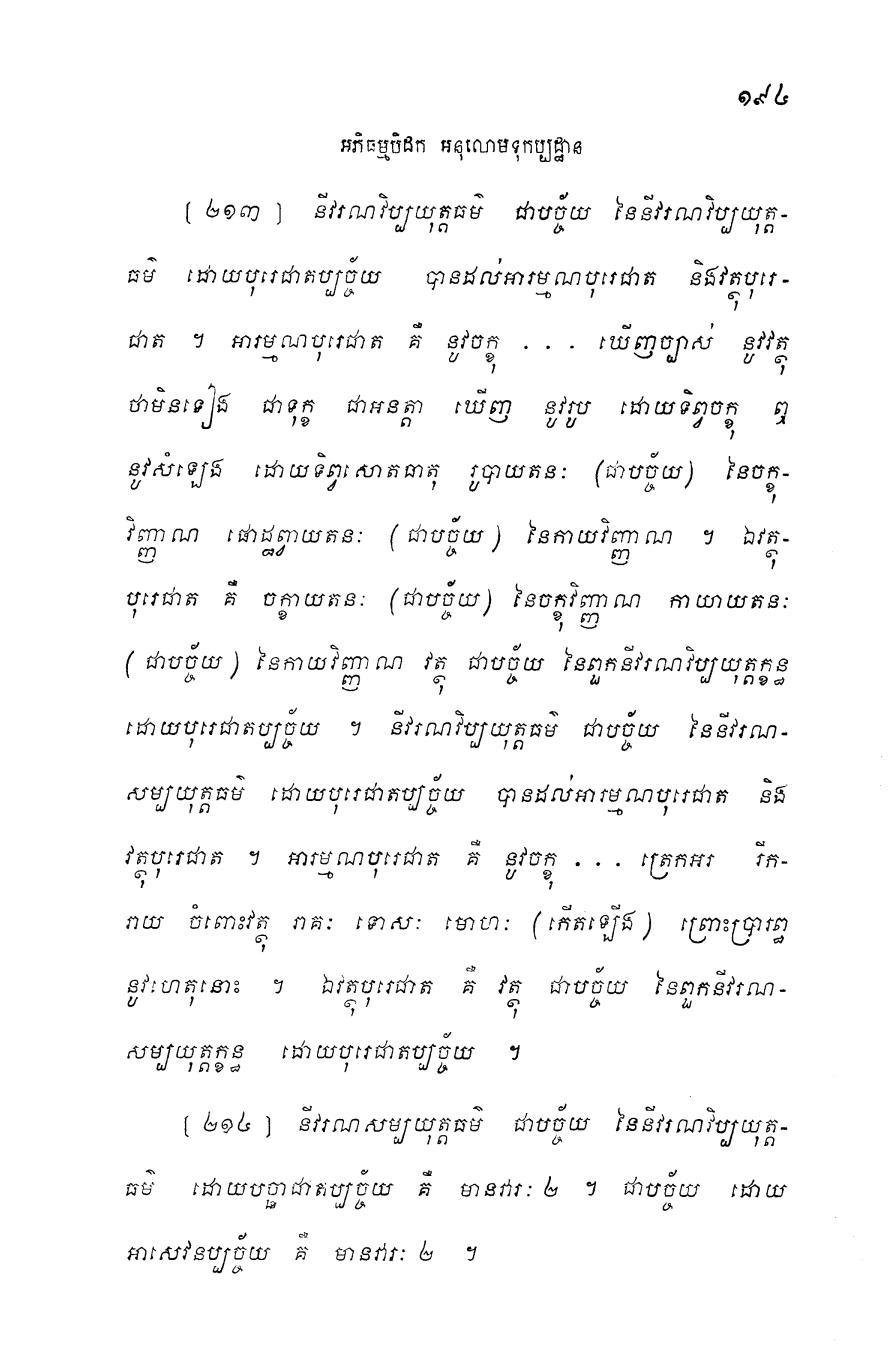 ១៩៤
អភិធម្មបិដក អនុលោមទុកប្បដ្ឋាន
[ ២១៣ ] នីវរណវិប្បយុត្តធម៌ ជាបច្ច័យ នៃនីវរណវិប្បយុត្ត-
ធម៌ ដោយបុរេជាតប្បច្ច័យ បានដល់អារម្មណបុរេជាត និងវត្ថុបុរេ-
ជាត ។ អារម្មណបុរេជាត គឺ នូវចក្ខុ . . . ឃើញច្បាស់ នូវវត្ថុ
ថាមិនទៀង ជាទុក្ខ ជាអនត្តា ឃើញ នូវរូប ដោយទិព្វចក្ខុ ឮ
នូវសំឡេង ដោយទិព្វសោតធាតុ រូបាយតនៈ (ជាបច្ច័យ) នៃចក្ខុ-
វិញ្ញាណ ផោដ្ឋព្វាយតនៈ ( ជាបច្ច័យ ) នៃកាយវិញ្ញាណ ។ ឯវត្ថុ-
បុរេជាត គឺ ចក្ខាយតនៈ (ជាបច្ច័យ) នៃចក្ខុវិញ្ញាណ កាយាយតនៈ
( ជាបច្ច័យ ) នៃកាយវិញ្ញាណ វត្ថុ ជាបច្ច័យ នៃពួកនីវរណវិប្បយុត្តក្ខន្ធ
ដោយបុរេជាតប្បច្ច័យ ។ នីវរណវិប្បយុត្តធម៌ ជាបច្ច័យ នៃនីវរណ-
សម្បយុត្តធម៌ ដោយបុរេជាតប្បច្ច័យ បានដល់អារម្មណបុរេជាត និង
វត្ថុបុរេជាត ។ អារម្មណបុរេជាត គឺ នូវចក្ខុ . . . ត្រេកអរ រីក-
រាយ ចំពោះវត្ថុ រាគៈ ទោសៈ មោហៈ (កើតឡើង) ព្រោះប្រារឰ
នូវហេតុនោះ ។ ឯវត្ថុបុរេជាត គឺ វត្ថុ ជាបច្ច័យ នៃពួកនីវរណ-
សម្បយុត្តក្ខន្ធ ដោយបុរេជាតប្បច្ច័យ ។
[ ២១៤ ] នីវរណសម្បយុត្តធម៌ ជាបច្ច័យ នៃនីវរណវិប្បយុត្ត-
ធម៌ ដោយបច្ឆាជាតប្បច្ច័យ គឺ មានវារៈ ២ ។ ជាបច្ច័យ ដោយ
អាសេវនប្បច្ច័យ គឺ មានវារៈ ២ ។